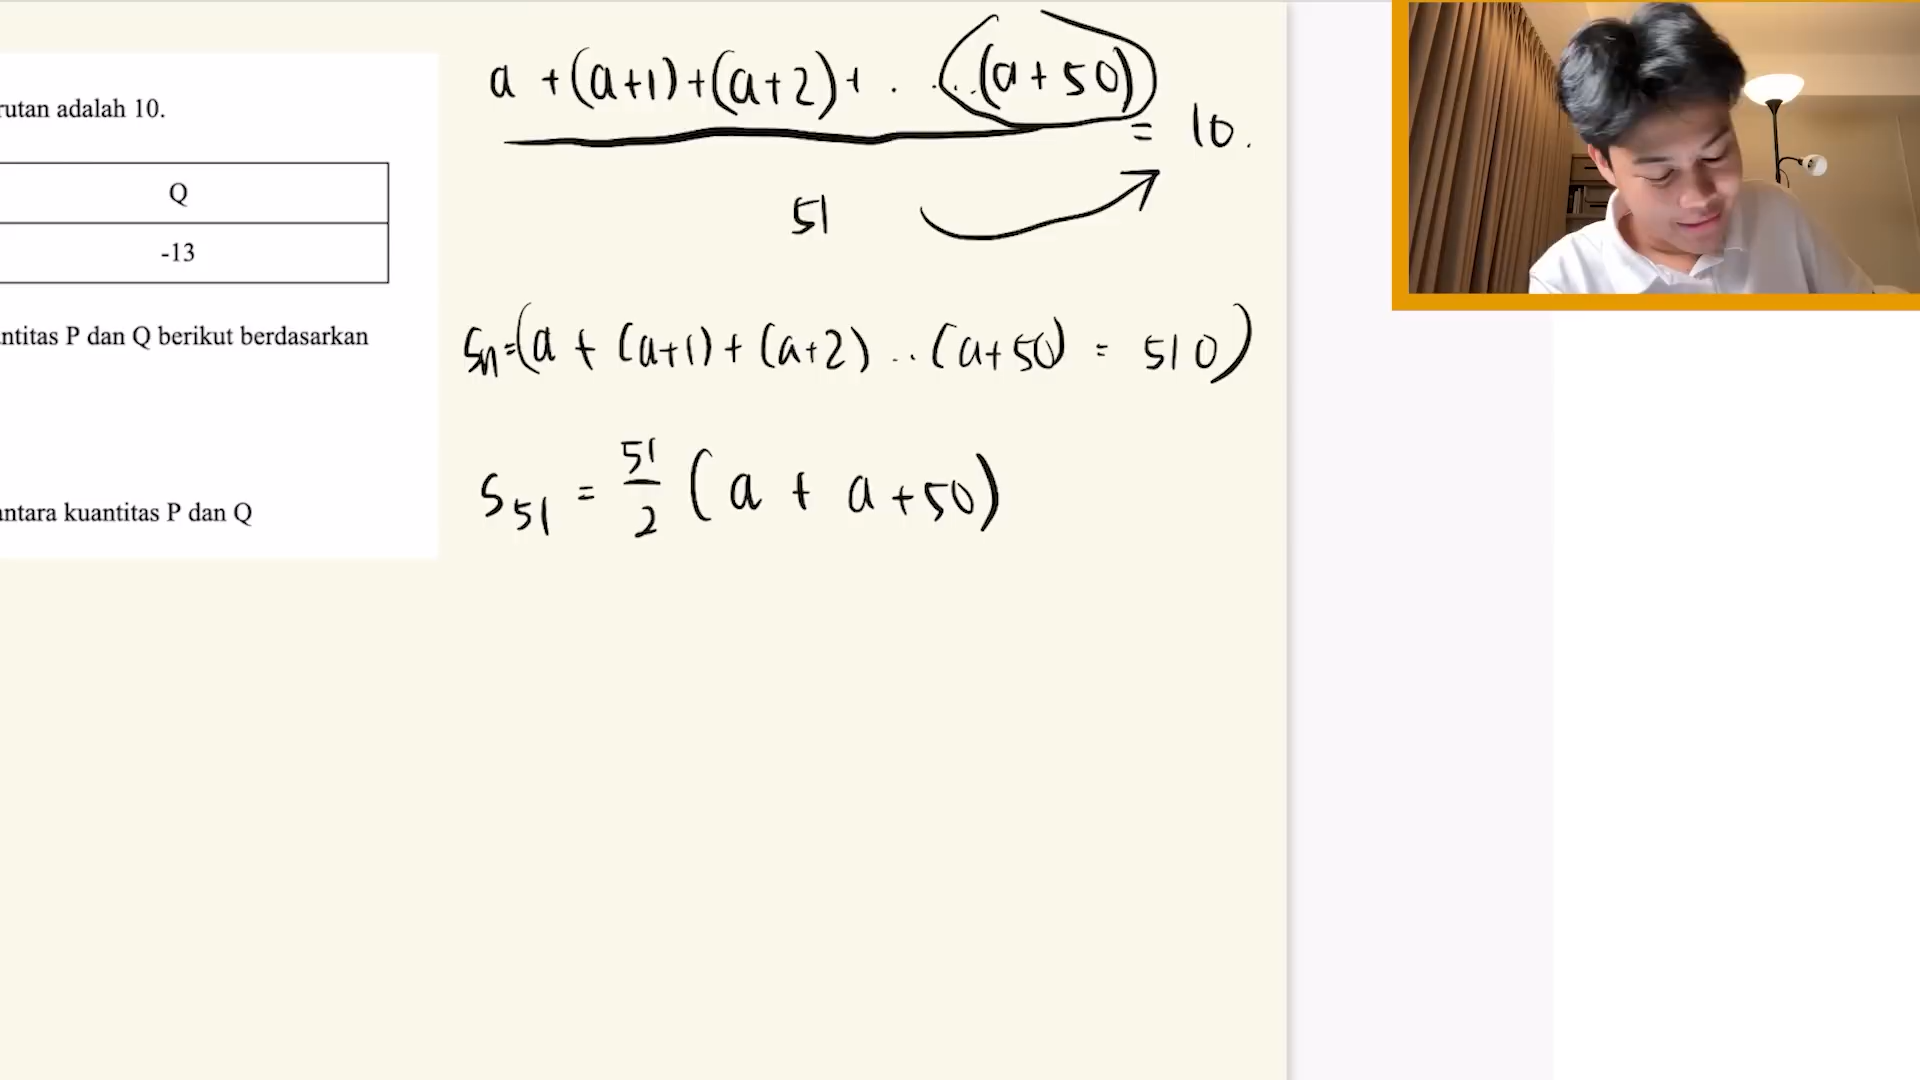 rutan adalah 10.
Q
-13
ntitas P dan Q berikut berdasarkan
antara kuantitas P dan Q
a + (a+1) + (a+2) + . ... (a + 50)
= 10.
51
Sn = (a + (a+1) + (a+2) .. (a+50) = 510)
S51 = 51/2 (a + a + 50)